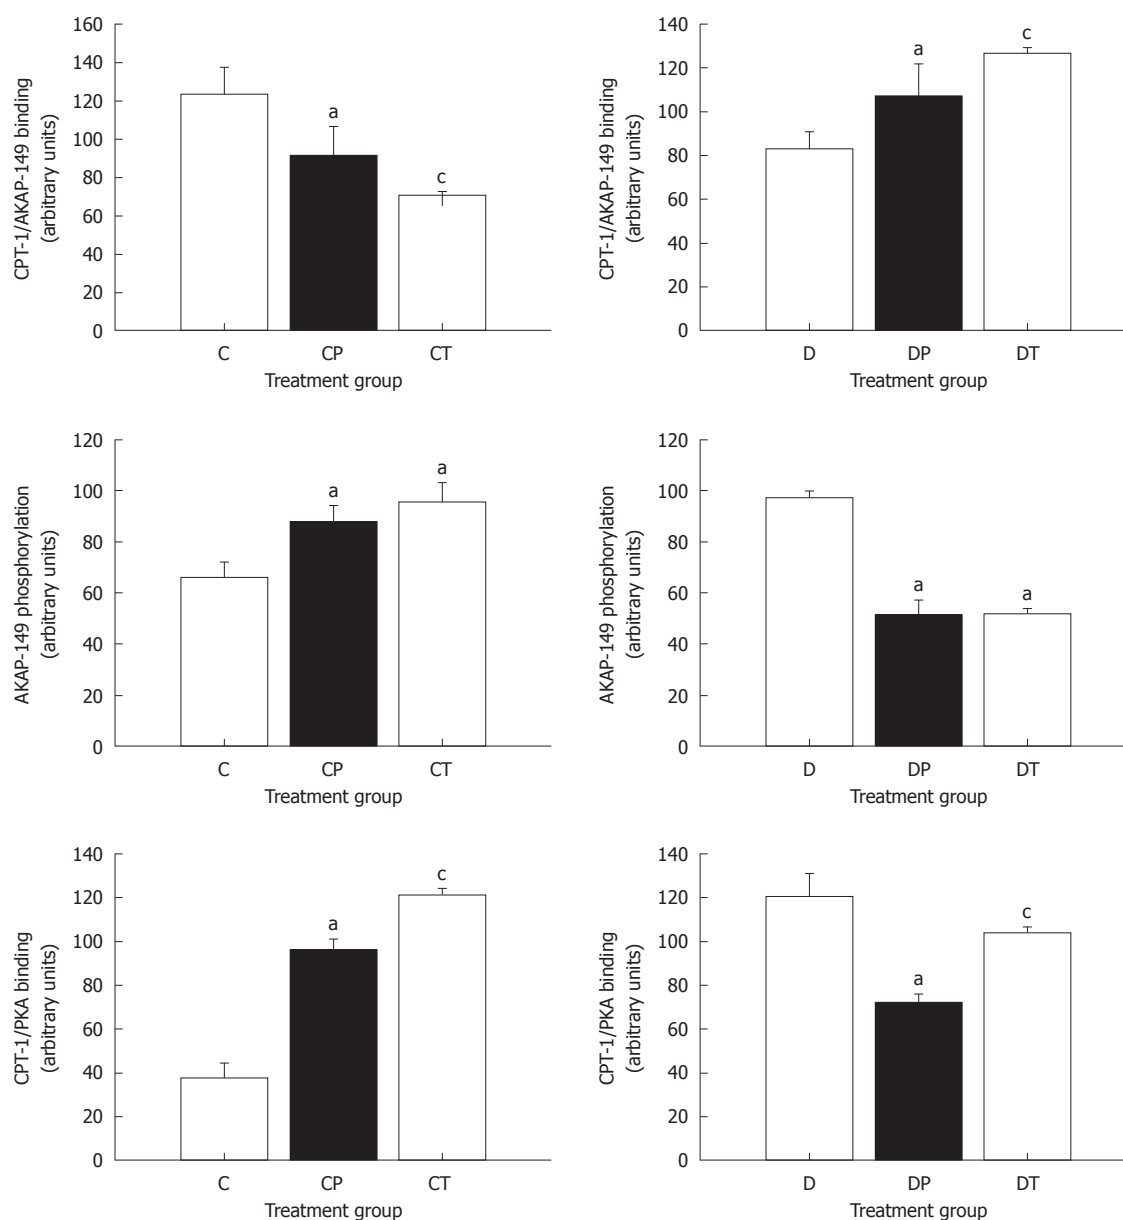 CPT-1/AKAP-149 binding
(arbitrary units)
160
140
120
100
80
60
40
20
0
a
c
C
CP
CT
Treatment group
CPT-1/AKAP-149 binding
(arbitrary units)
140
120
100
80
60
40
20
0
a
c
D
DP
DT
Treatment group
AKAP-149 phosphorylation
(arbitrary units)
120
100
80
60
40
20
0
a
a
C
CP
CT
Treatment group
AKAP-149 phosphorylation
(arbitrary units)
120
100
80
60
40
20
0
a
a
D
DP
DT
Treatment group
CPT-1/PKA binding
(arbitrary units)
140
120
100
80
60
40
20
0
a
c
C
CP
CT
Treatment group
CPT-1/PKA binding
(arbitrary units)
140
120
100
80
60
40
20
0
a
c
D
DP
DT
Treatment group